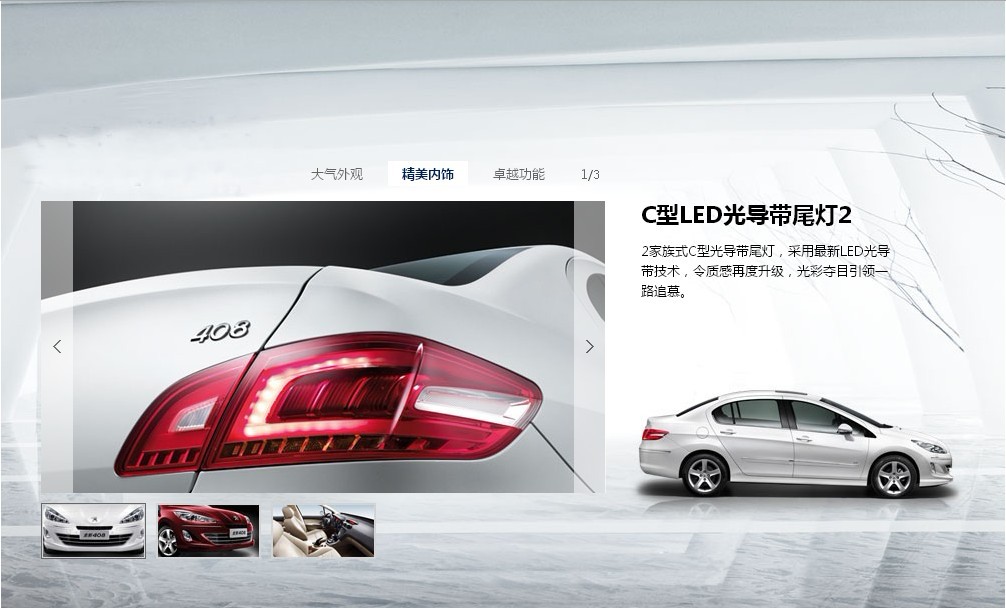 大气外观 精美内饰 卓越功能 1/3
C型LED光导带尾灯2
2家族式C型光导带尾灯，采用最新LED光导
带技术，令质感再度升级，光彩夺目引领一
路追慕。
408